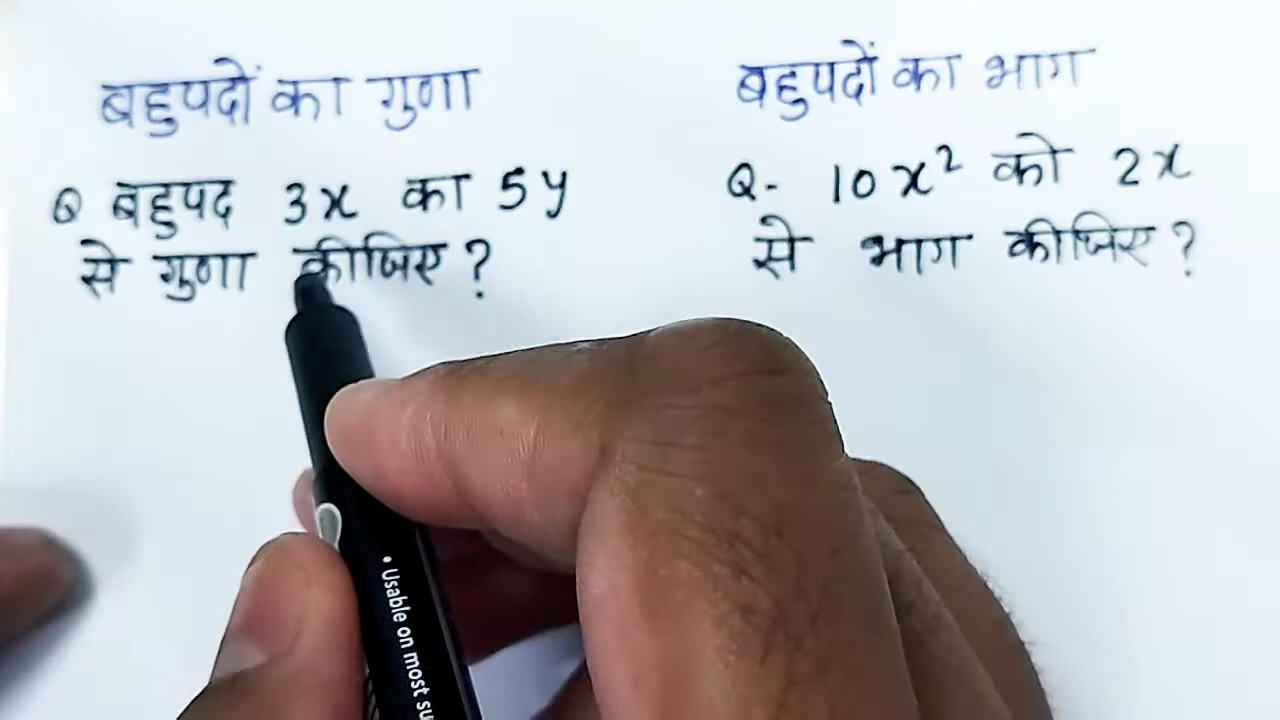 बहुपदों का गुणा
Q बहुपद 3x का 5y
से गुणा कीजिए ?
बहुपदों का भाग
Q- 10x² को 2x
से भाग कीजिए ?
• Usable on most su